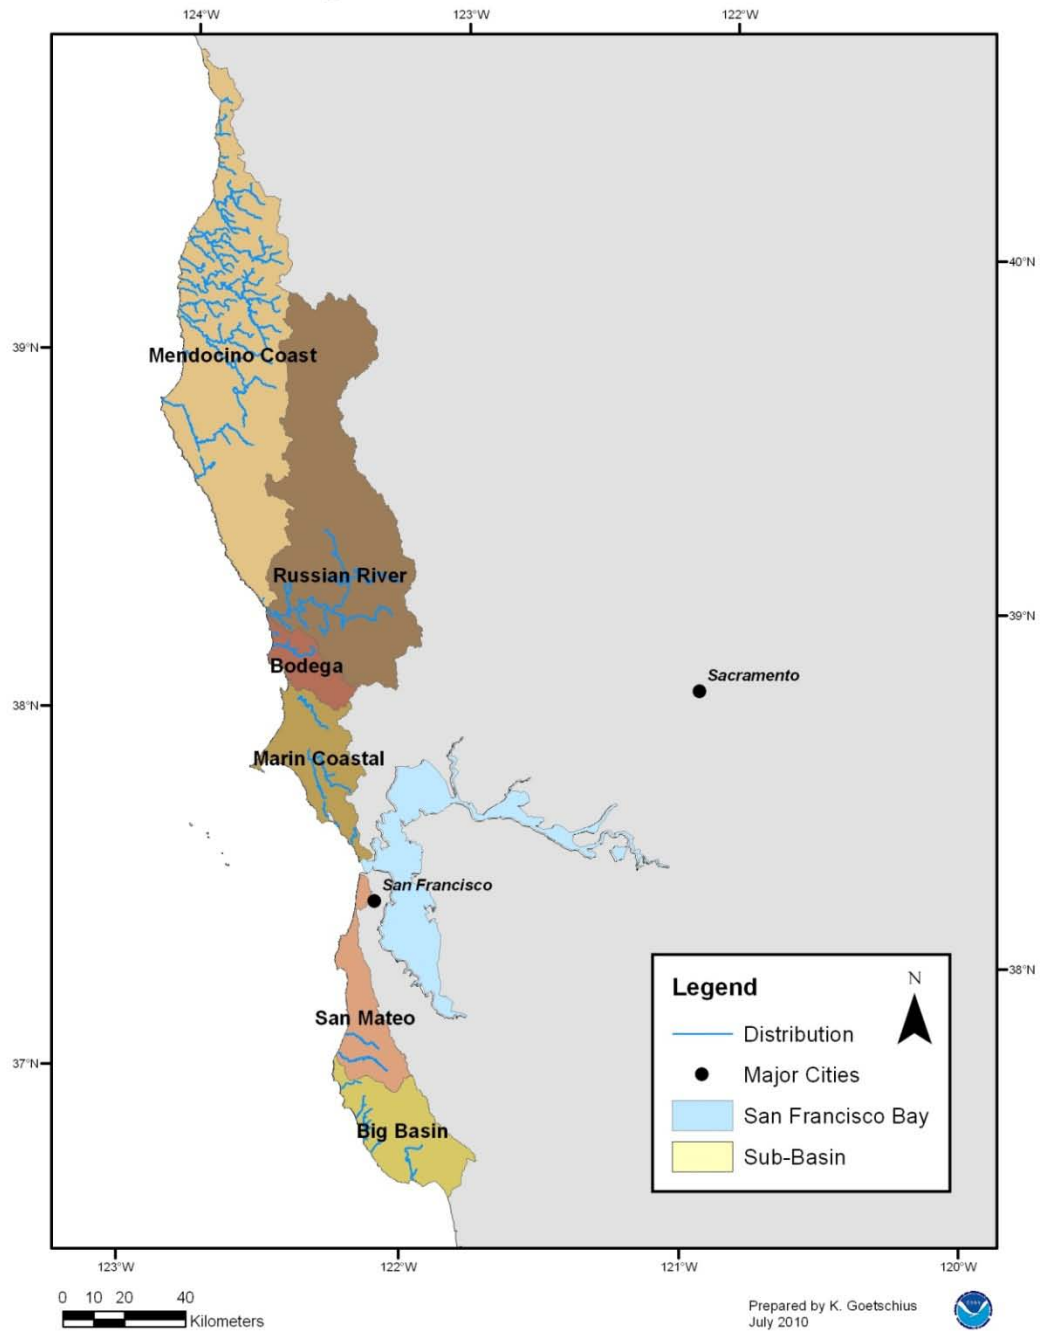 124°W 123°W 122°W
40°N
39°N
Mendocino Coast
Russian River
39°N
Bodega
Sacramento
38°N
Marin Coastal
San Francisco
38°N
San Mateo
37°N
Big Basin
Legend
N
Distribution
Major Cities
San Francisco Bay
Sub-Basin
123°W 122°W 121°W 120°W
0 10 20 40
Kilometers
Prepared by K. Goetschius
July 2010